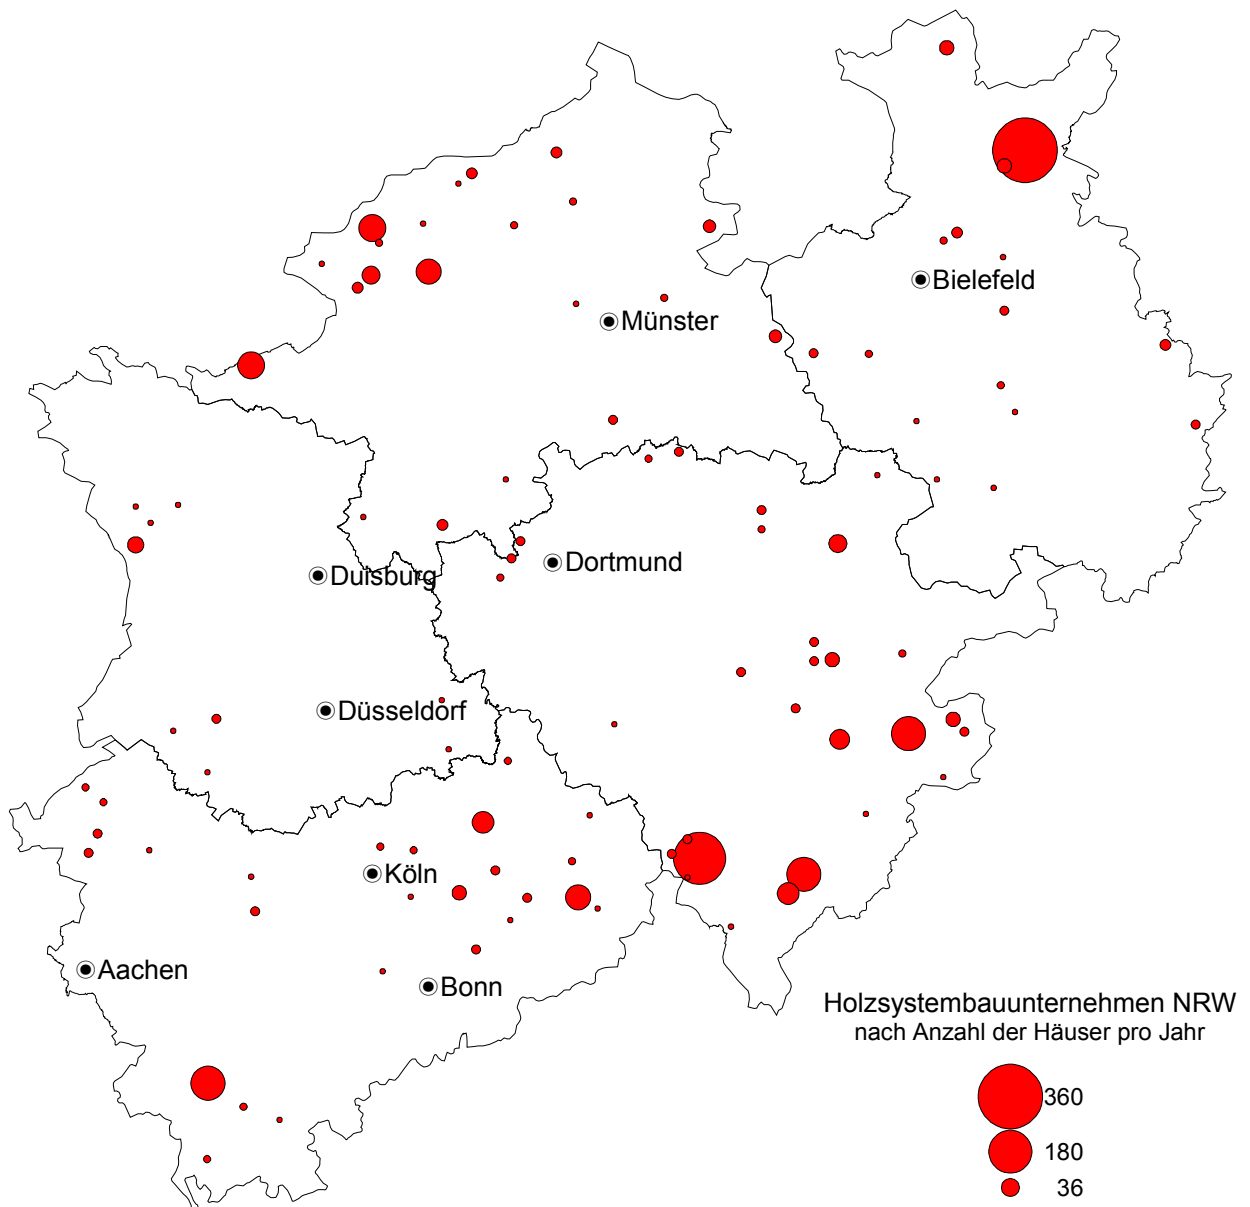 Bielefeld
Münster
Dortmund
Duisburg
Düsseldorf
Köln
Aachen
Bonn
Holzsystembauunternehmen NRW
nach Anzahl der Häuser pro Jahr
360
180
36